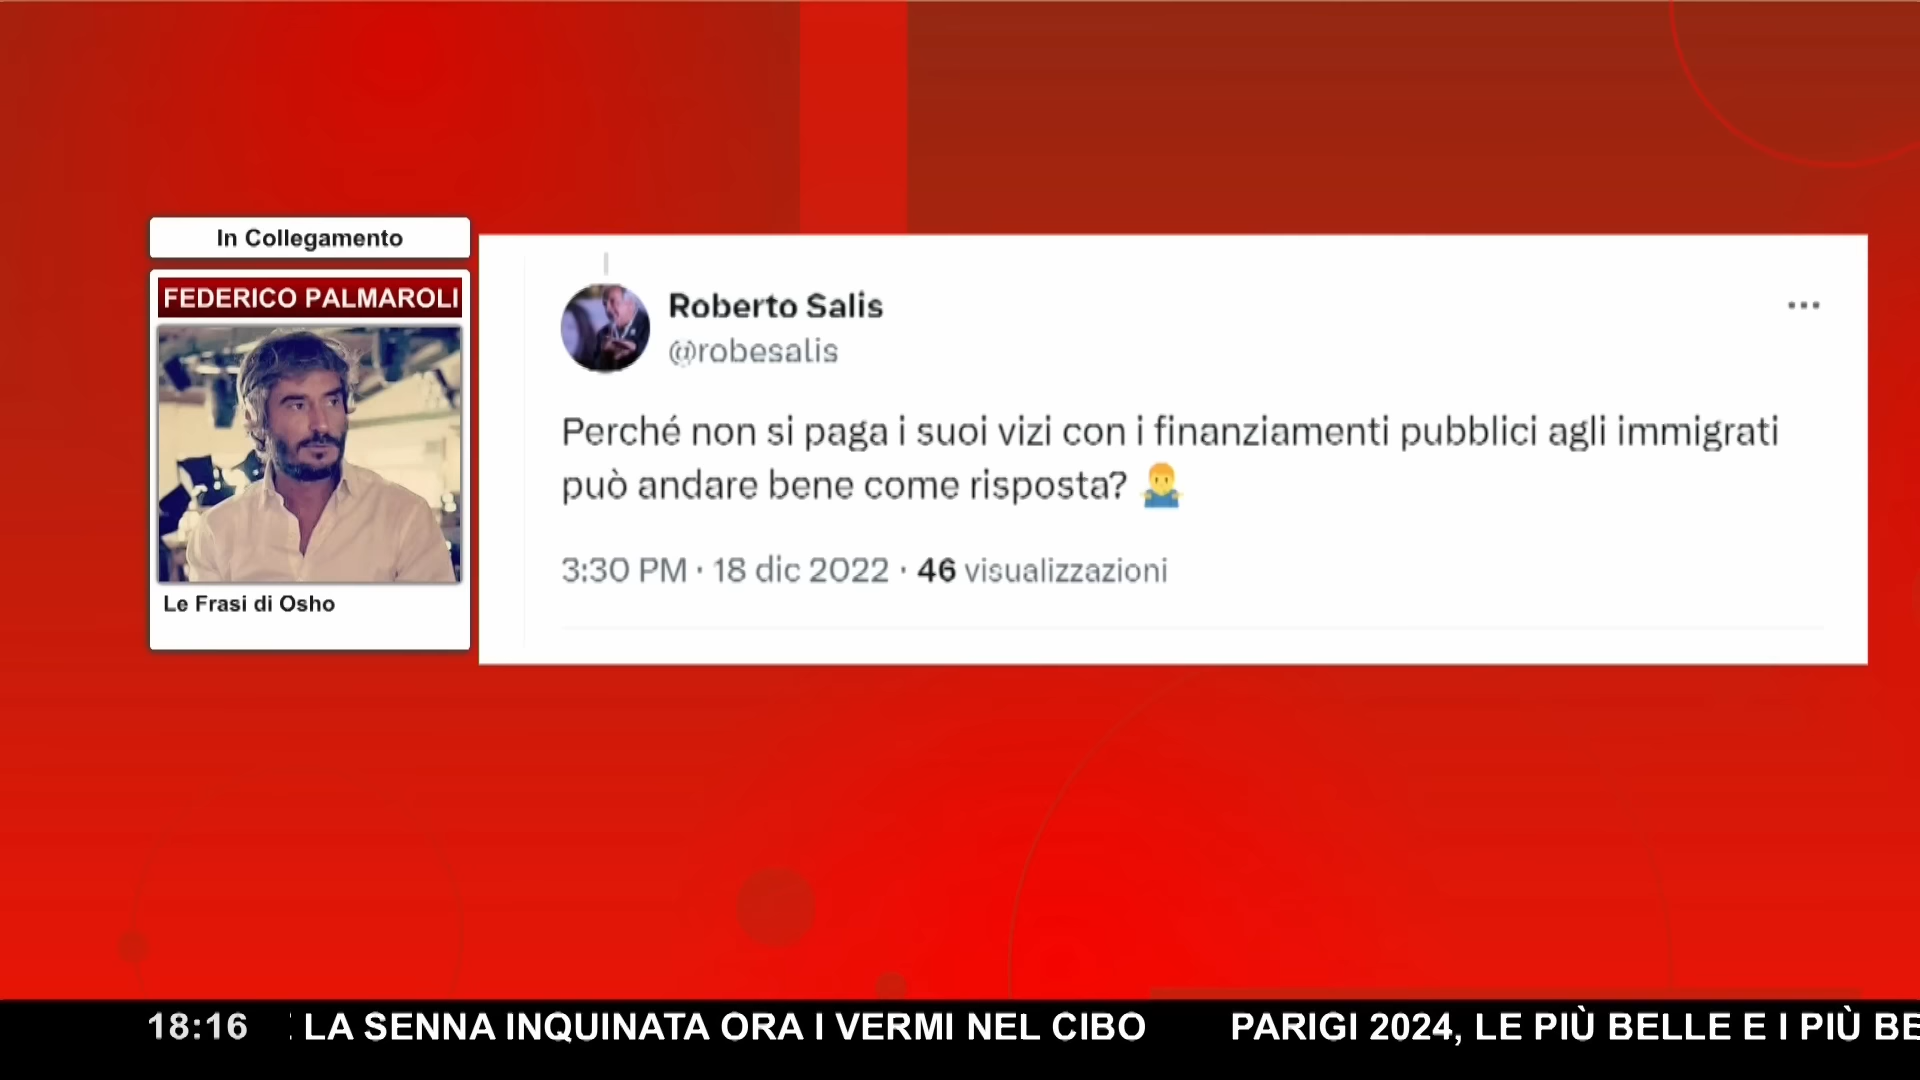 In Collegamento
FEDERICO PALMAROLI
Le Frasi di Osho
Roberto Salis
@robesalis
Perché non si paga i suoi vizi con i finanziamenti pubblici agli immigrati
può andare bene come risposta? 🤷‍♂️
3:30 PM · 18 dic 2022 · 46 visualizzazioni
18:16
LA SENNA INQUINATA ORA I VERMI NEL CIBO
PARIGI 2024, LE PIÙ BELLE E I PIÙ